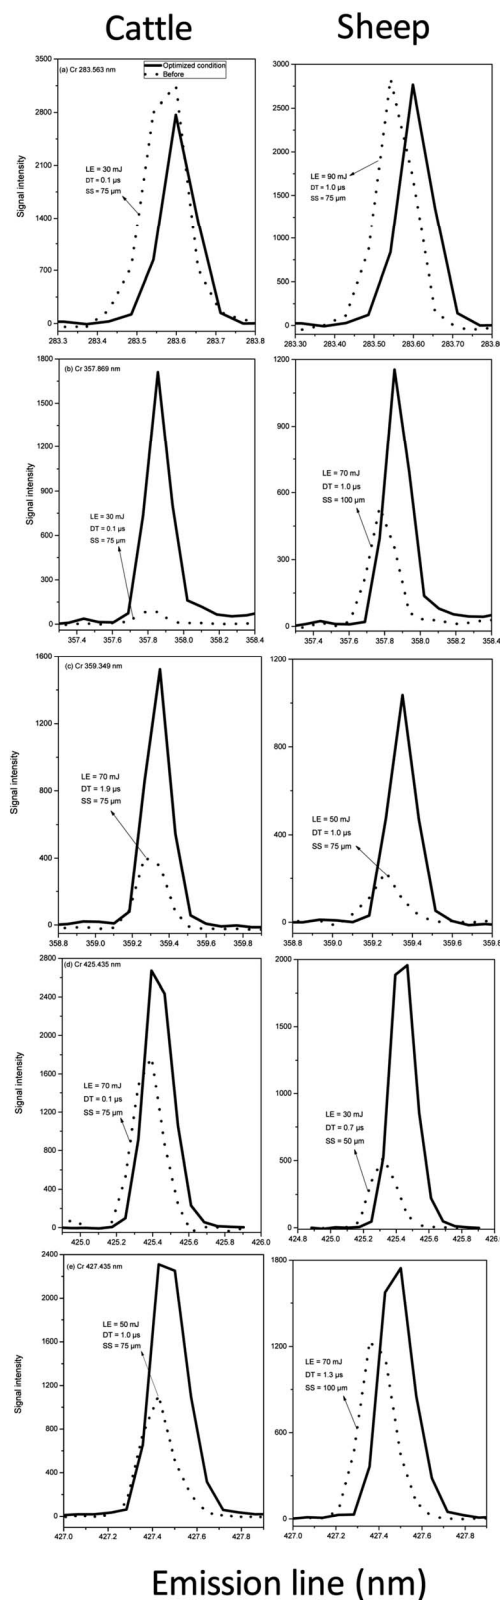 Cattle
Sheep
(a) Cr 283.563 nm
Optimized condition
Before
Signal intensity
3500
2800
2100
1400
700
0
LE = 30 mJ
DT = 0.1 µs
SS = 75 µm
283.3 283.4 283.5 283.6 283.7 283.8
3000
2500
2000
1500
1000
500
0
LE = 90 mJ
DT = 1.0 µs
SS = 75 µm
283.30 283.40 283.50 283.60 283.70 283.8
(b) Cr 357.869 nm
Signal intensity
1800
1500
1200
900
600
300
0
LE = 30 mJ
DT = 0.1 µs
SS = 75 µm
357.4 357.6 357.8 358.0 358.2 358.4
1200
900
600
300
0
LE = 70 mJ
DT = 1.0 µs
SS = 100 µm
357.4 357.6 357.8 358.0 358.2 358.4
(c) Cr 359.349 nm
Signal intensity
1600
1200
800
400
0
LE = 70 mJ
DT = 1.9 µs
SS = 75 µm
358.8 359.0 359.2 359.4 359.6 359.8
1200
1000
800
600
400
200
0
LE = 50 mJ
DT = 1.0 µs
SS = 75 µm
358.8 359.0 359.2 359.4 359.6 359.8
(d) Cr 425.435 nm
Signal intensity
2800
2400
2000
1600
1200
800
400
0
LE = 70 mJ
DT = 0.1 µs
SS = 75 µm
425.0 425.2 425.4 425.6 425.8 426.0
2000
1500
1000
500
0
LE = 30 mJ
DT = 0.7 µs
SS = 50 µm
424.8 425.0 425.2 425.4 425.6 425.8 426.0
(e) Cr 427.435 nm
Signal intensity
2400
2000
1600
1200
800
400
0
LE = 50 mJ
DT = 1.0 µs
SS = 75 µm
427.0 427.2 427.4 427.6 427.8
1800
1200
600
0
LE = 70 mJ
DT = 1.3 µs
SS = 100 µm
427.0 427.2 427.4 427.6 427.8
Emission line (nm)